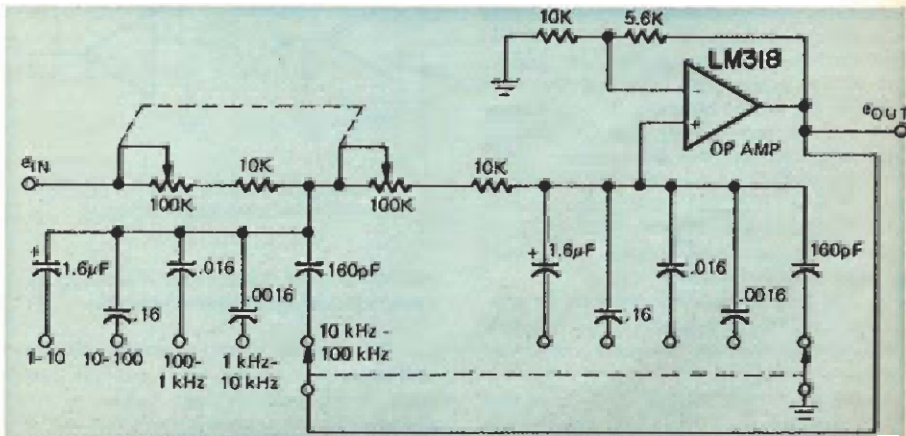 10K
5.6K
LM318
-
+
OP AMP
eOUT
eIN
100K
10K
100K
10K
+
1.6μF
.16
.016
.0016
160pF
1-10
10-100
100-
1 kHz
1 kHz-
10 kHz
10 kHz -
100 kHz
+
1.6μF
.16
.016
.0016
160pF